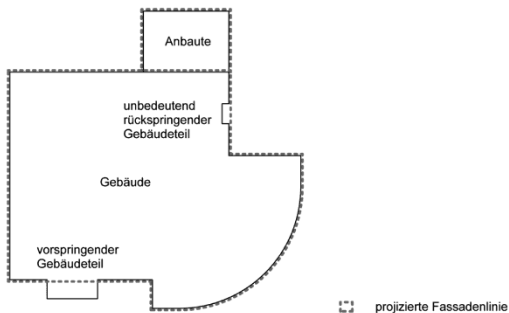 Anbaute
unbedeutend
rückspringender
Gebäudeteil
Gebäude
vorspringender
Gebäudeteil
projizierte Fassadenlinie